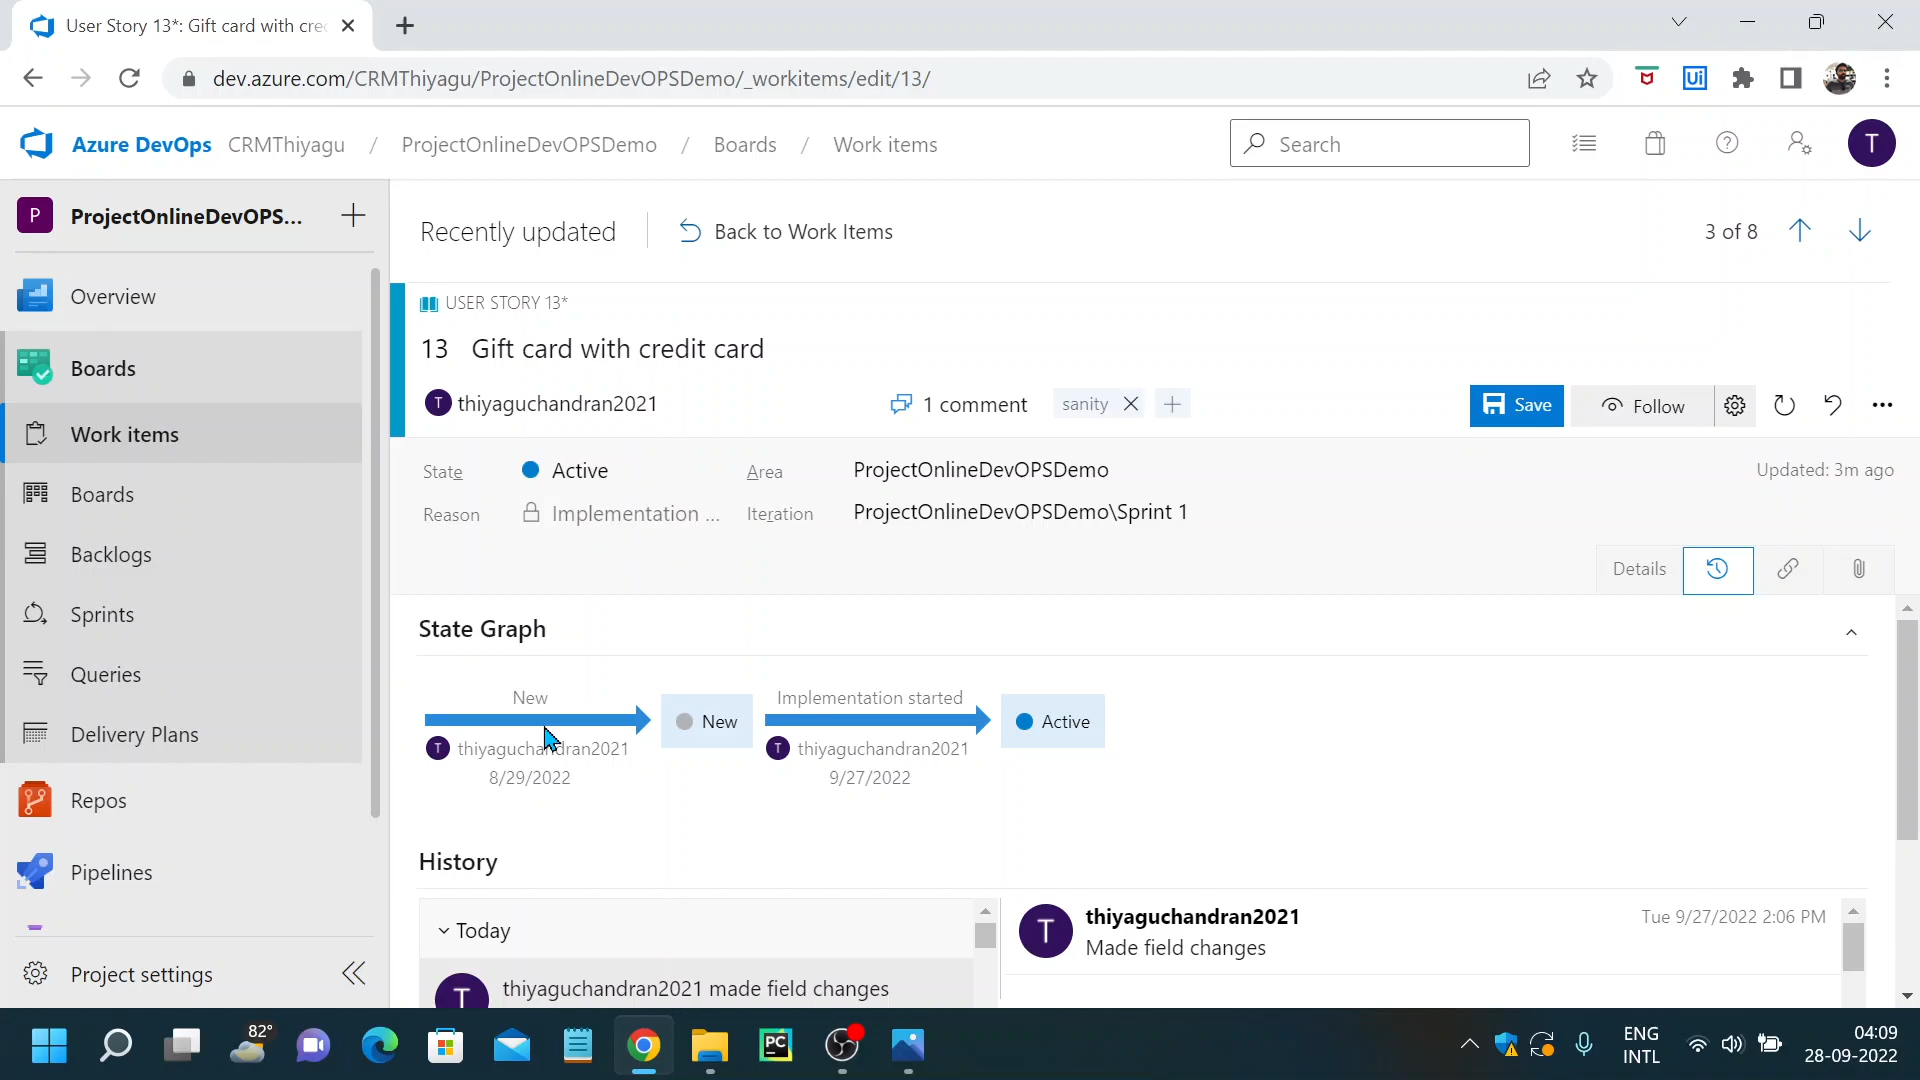 User Story 13*: Gift card with cre
dev.azure.com/CRMThiyagu/ProjectOnlineDevOPSDemo/_workitems/edit/13/
Azure DevOps CRMThiyagu / ProjectOnlineDevOPSDemo / Boards / Work items
Search
T
P ProjectOnlineDevOPS...
Overview
Boards
Work items
Boards
Backlogs
Sprints
Queries
Delivery Plans
Repos
Pipelines
Project settings
Recently updated
Back to Work Items
3 of 8
USER STORY 13*
13 Gift card with credit card
T thiyaguchandran2021
1 comment
sanity
Save
Follow
State Active
Area ProjectOnlineDevOPSDemo
Updated: 3m ago
Reason Implementation ...
Iteration ProjectOnlineDevOPSDemo\Sprint 1
Details
State Graph
New
New
Implementation started
Active
T thiyaguchandran2021
T thiyaguchandran2021
8/29/2022
9/27/2022
History
Today
T thiyaguchandran2021 made field changes
T thiyaguchandran2021
Tue 9/27/2022 2:06 PM
Made field changes
82°
PC
ENG
INTL
04:09
28-09-2022